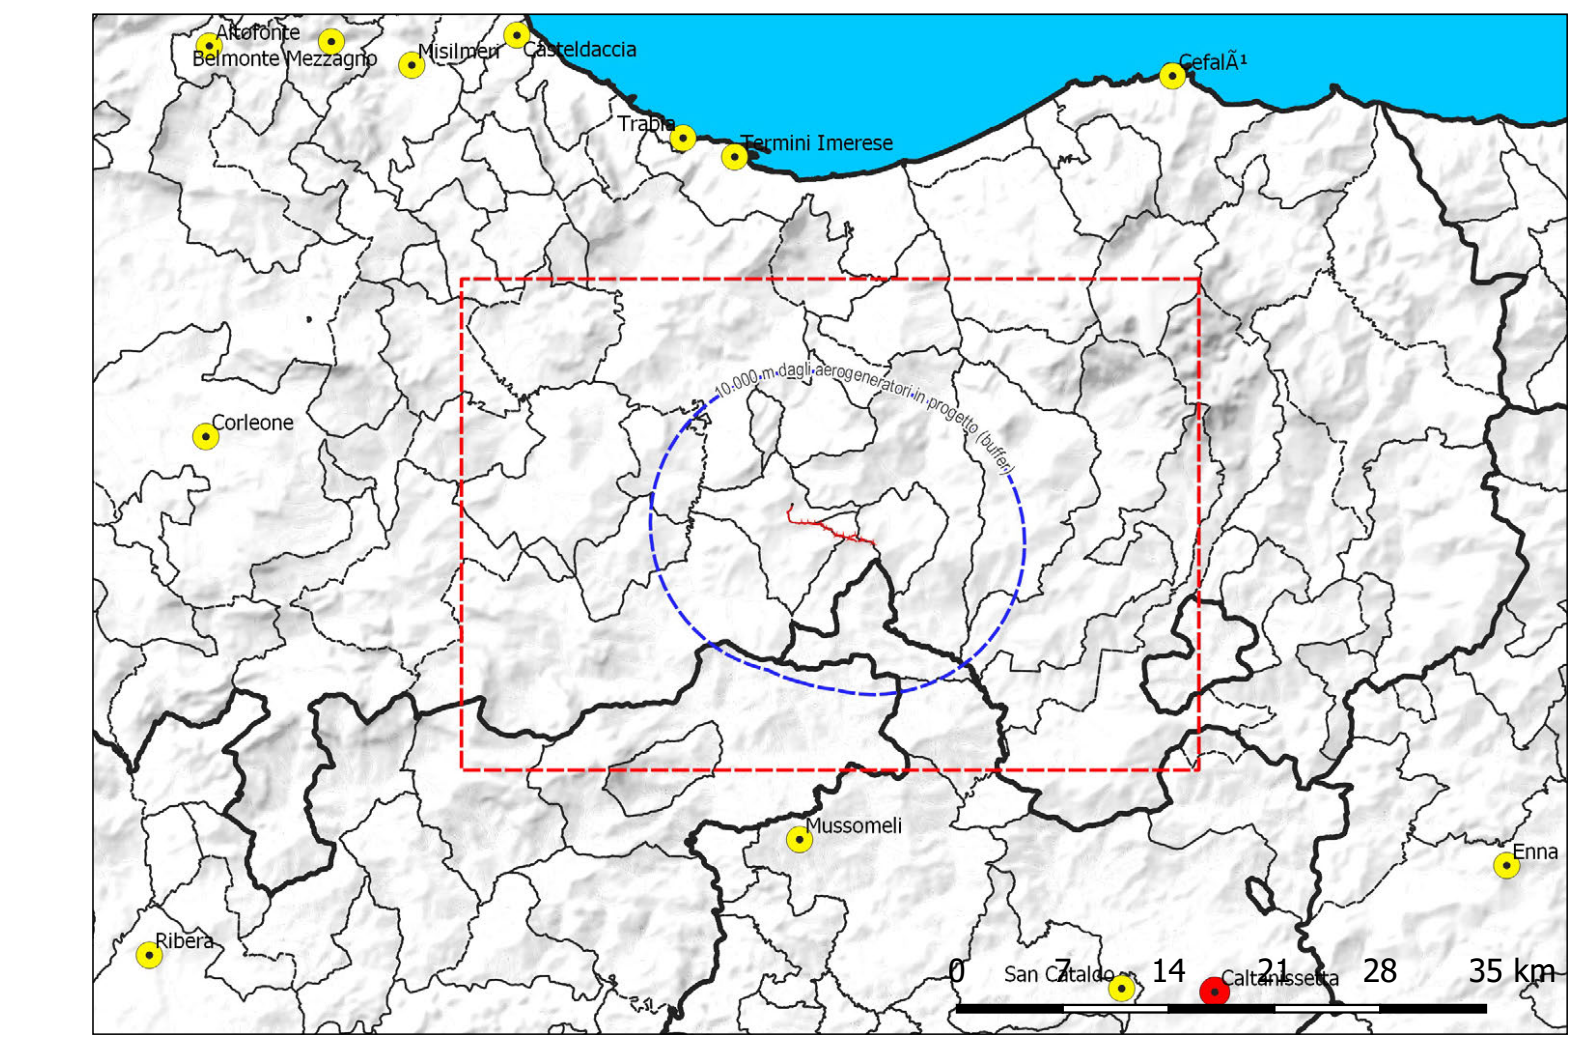 Altofonte
Belmonte Mezzagno
Misilmeri
Casteldaccia
CefalÃ¹
Trabia
Termini Imerese
10.000 m dagli aerogeneratori in progetto (buffer)
Corleone
Mussomeli
Enna
Ribera
San Cataldo
Caltanissetta
0 7 14 21 28 35 km